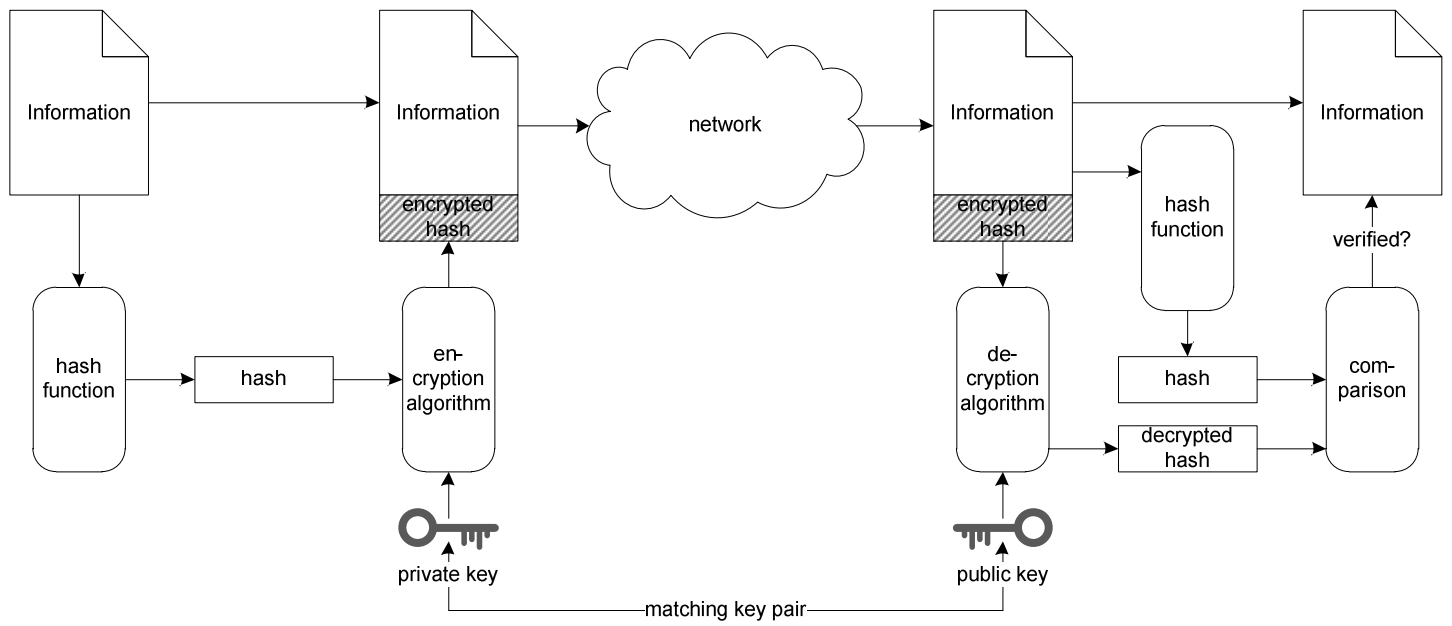 Information
Information
encrypted
hash
network
Information
encrypted
hash
hash
function
Information
verified?
hash
function
hash
en-
cryption
algorithm
de-
cryption
algorithm
hash
decrypted
hash
com-
parison
private key
public key
matching key pair